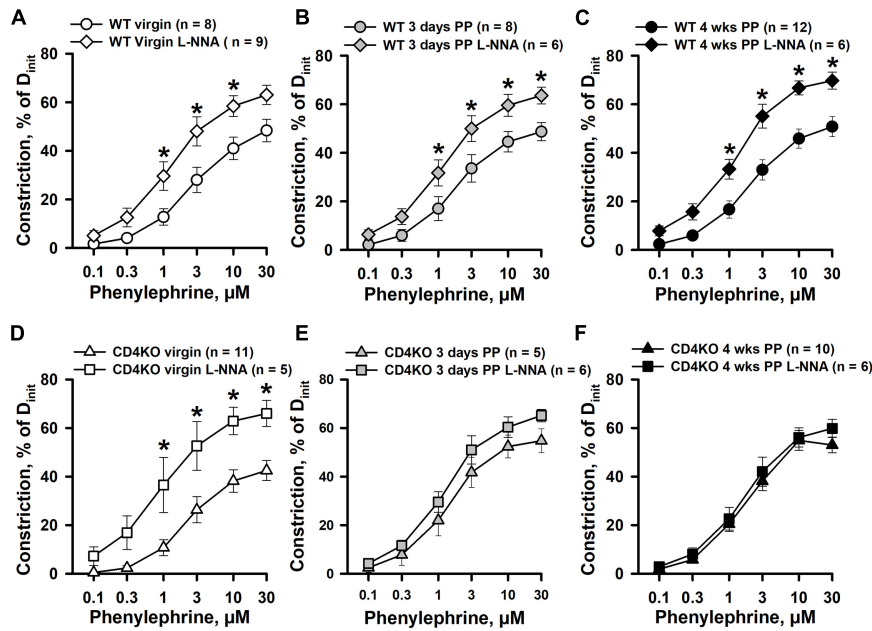 A
WT virgin (n = 8)
WT Virgin L-NNA ( n = 9)
Constriction, % of Dinit
80
60
40
20
0
* * * *
0.1 0.3 1 3 10 30
Phenylephrine, µM
B
WT 3 days PP (n = 8)
WT 3 days PP L-NNA (n = 6)
Constriction, % of Dinit
80
60
40
20
0
* * * * *
0.1 0.3 1 3 10 30
Phenylephrine, µM
C
WT 4 wks PP (n = 12)
WT 4 wks PP L-NNA (n = 6)
Constriction, % of Dinit
80
60
40
20
0
* * * *
0.1 0.3 1 3 10 30
Phenylephrine, µM
D
CD4KO virgin (n = 11)
CD4KO virgin L-NNA (n = 5)
Constriction, % of Dinit
80
60
40
20
0
* * * *
0.1 0.3 1 3 10 30
Phenylephrine, µM
E
CD4KO 3 days PP (n = 5)
CD4KO 3 days PP L-NNA (n = 6)
Constriction, % of Dinit
80
60
40
20
0
0.1 0.3 1 3 10 30
Phenylephrine, µM
F
CD4KO 4 wks PP (n = 10)
CD4KO 4 wks PP L-NNA (n = 6)
Constriction, % of Dinit
80
60
40
20
0
0.1 0.3 1 3 10 30
Phenylephrine, µM